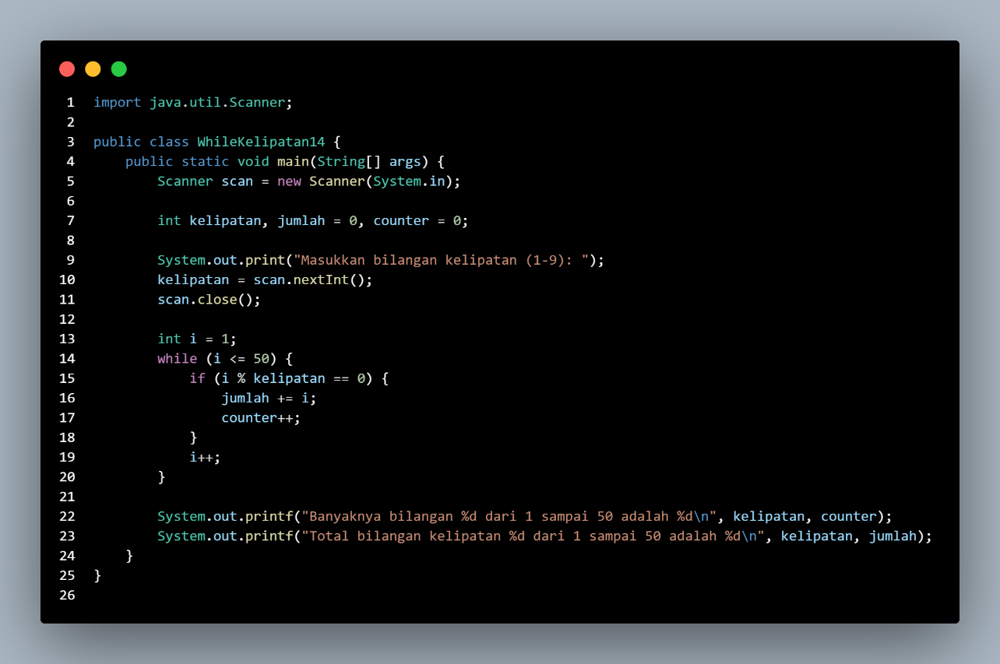 1 import java.util.Scanner;
2
3 public class WhileKelipatan14 {
4     public static void main(String[] args) {
5         Scanner scan = new Scanner(System.in);
6
7         int kelipatan, jumlah = 0, counter = 0;
8
9         System.out.print("Masukkan bilangan kelipatan (1-9): ");
10         kelipatan = scan.nextInt();
11         scan.close();
12
13         int i = 1;
14         while (i <= 50) {
15             if (i % kelipatan == 0) {
16                 jumlah += i;
17                 counter++;
18             }
19             i++;
20         }
21
22         System.out.printf("Banyaknya bilangan %d dari 1 sampai 50 adalah %d\n", kelipatan, counter);
23         System.out.printf("Total bilangan kelipatan %d dari 1 sampai 50 adalah %d\n", kelipatan, jumlah);
24     }
25 }
26